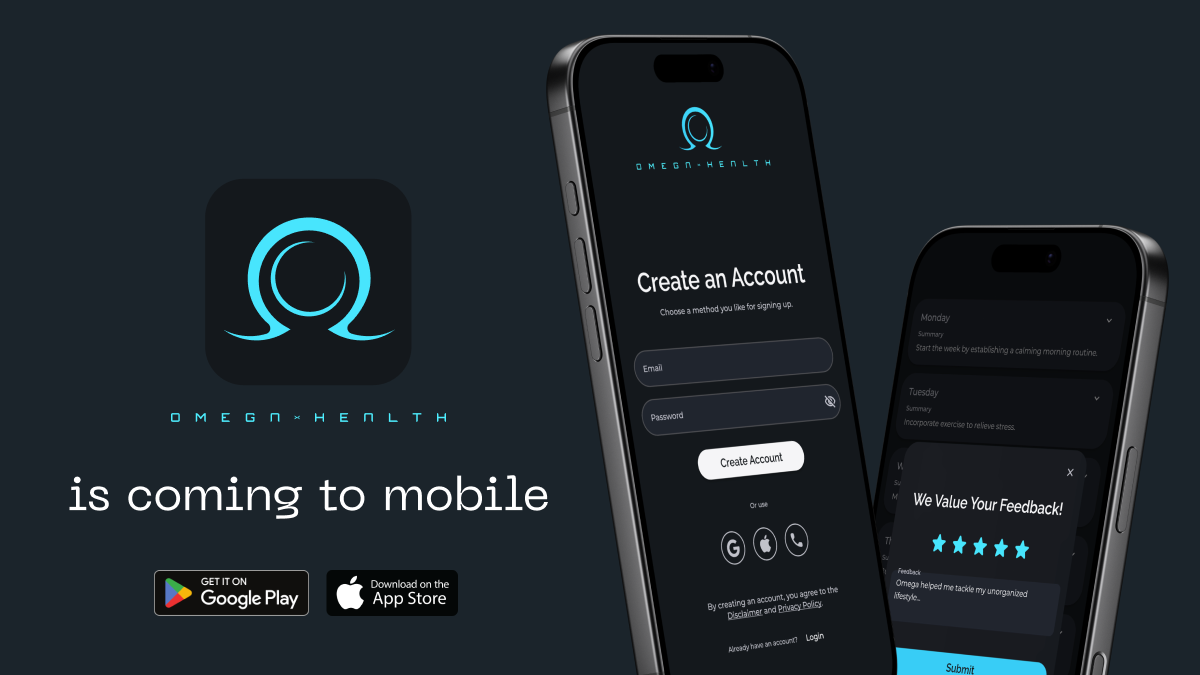 OMEGA × HEALTH
is coming to mobile
GET IT ON
Google Play
Download on the
App Store
OMEGA × HEALTH
Create an Account
Choose a method you like for signing up.
Email
Password
Create Account
Or use
By creating an account, you agree to the
Disclaimer and Privacy Policy.
Already have an account? Login
Monday
Summary
Start the week by establishing a calming morning routine.
Tuesday
Summary
Incorporate exercise to relieve stress.
We Value Your Feedback!
Feedback
Omega helped me tackle my unorganized
lifestyle...
Submit